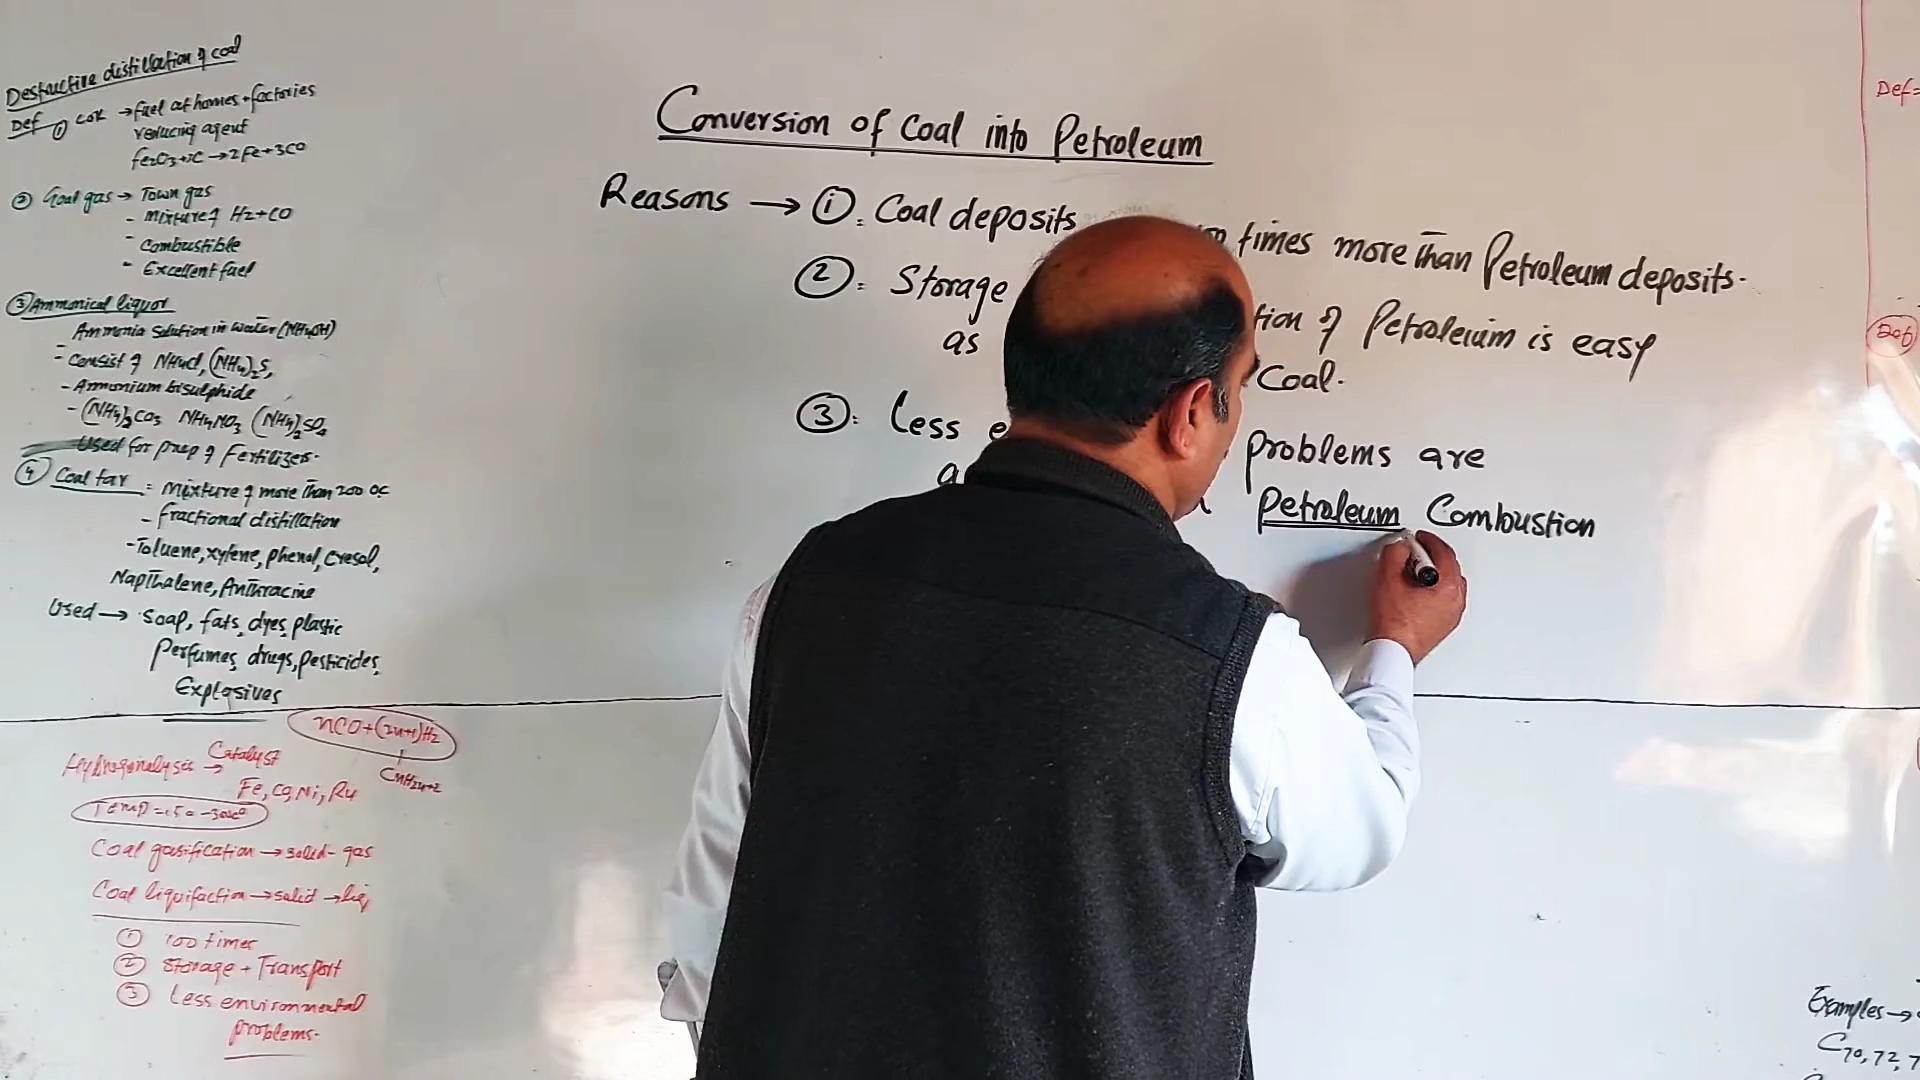 Destructive distillation of coal
Def ① cok → fuel at homes + factories
reducing agent
Fe2O3+3C → 2Fe+3CO
② Coal gas → Town gas
- Mixture of H2+CO
- Combustible
- Excellent fuel
③ Ammonical liquor
- Ammonia solution in water (NH4OH)
- Consist of NH4Cl, (NH4)2S,
- Ammonium bisulphide
- (NH4)2CO3 NH4NO3 (NH4)2SO4
Used for prep of Fertilizers.
④ Coal tar = Mixture of more than 200 OC
- fractional distillation
- Toluene, xylene, phenol, cresol,
Napthalene, Anthracine
Used → soap, fats, dyes, plastic
Perfumes, drugs, pesticides,
Explosives
nCO+(2n+1)H2
CnH2n+2
Catalyst
Fe, CO, Ni, Ru
Temp =150-300C°
Coal gasification → solid - gas
Coal liquifaction → solid → liq
① 100 times
② Storage + Transport
③ Less environmental
problems.
Conversion of Coal into Petroleum
Reasons → ①. Coal deposits times more than Petroleum deposits.
②. Storage tion of Petroleum is easy
as Coal.
③. Less problems are
Petroleum Combustion
Def=
Def
Examples →
C70, 72, 7